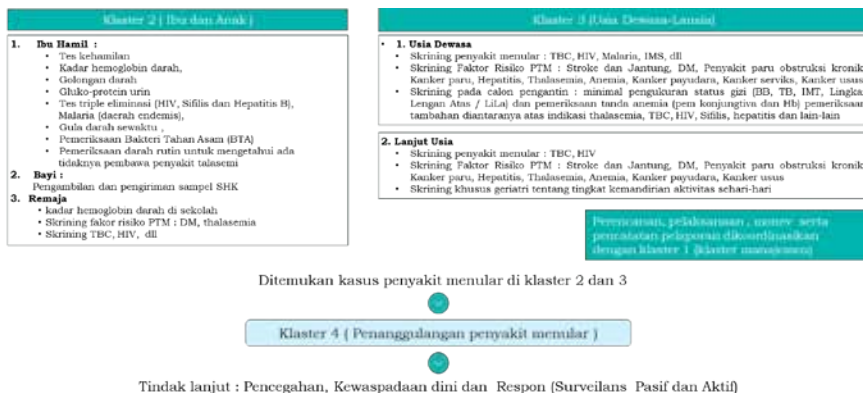 Klaster 2 ( Ibu dan Anak )
1. Ibu Hamil :
• Tes kehamilan
• Kadar hemoglobin darah,
• Golongan darah
• Gluko-protein urin
• Tes triple eliminasi (HIV, Sifilis dan Hepatitis B),
Malaria (daerah endemis),
• Gula darah sewaktu ,
• Pemeriksaan Bakteri Tahan Asam (BTA)
• Pemeriksaan darah rutin untuk mengetahui ada
tidaknya pembawa penyakit talasemi
2. Bayi :
Pengambilan dan pengiriman sampel SHK
3. Remaja
• kadar hemoglobin darah di sekolah
• Skrining fakor risiko PTM : DM, thalasemia
• Skrining TBC, HIV, dll
Klaster 3 (Usia Dewasa-Lansia)
• 1. Usia Dewasa
• Skrining penyakit menular : TBC, HIV, Malaria, IMS, dll
• Skrining Faktor Risiko PTM : Stroke dan Jantung, DM, Penyakit paru obstruksi kronik
Kanker paru, Hepatitis, Thalasemia, Anemia, Kanker payudara, Kanker serviks, Kanker usus
• Skrining pada calon pengantin : minimal pengukuran status gizi (BB, TB, IMT, Lingkar
Lengan Atas / LiLa) dan pemeriksaan tanda anemia (pem konjungtiva dan Hb) pemeriksaan
tambahan diantaranya atas indikasi thalasemia, TBC, HIV, Sifilis, hepatitis dan lain-lain
2. Lanjut Usia
• Skrining penyakit menular : TBC, HIV
• Skrining Faktor Risiko PTM : Stroke dan Jantung, DM, Penyakit paru obstruksi kronik
Kanker paru, Hepatitis, Thalasemia, Anemia, Kanker payudara, Kanker usus
• Skrining khusus geriatri tentang tingkat kemandirian aktivitas sehari-hari
Perencanan, pelaksanaan , monev serta
pencatatan pelaporan dikoordinasikan
dengan klaster 1 (klaster manajemen)
Ditemukan kasus penyakit menular di klaster 2 dan 3
Klaster 4 ( Penanggulangan penyakit menular )
Tindak lanjut : Pencegahan, Kewaspadaan dini dan Respon (Surveilans Pasif dan Aktif)